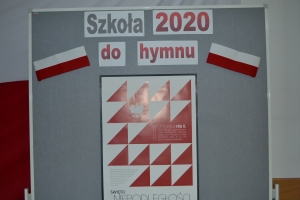 Szkoła 2020
do hymnu
ŚWIĘTO
NIEPODLEGŁOŚCI